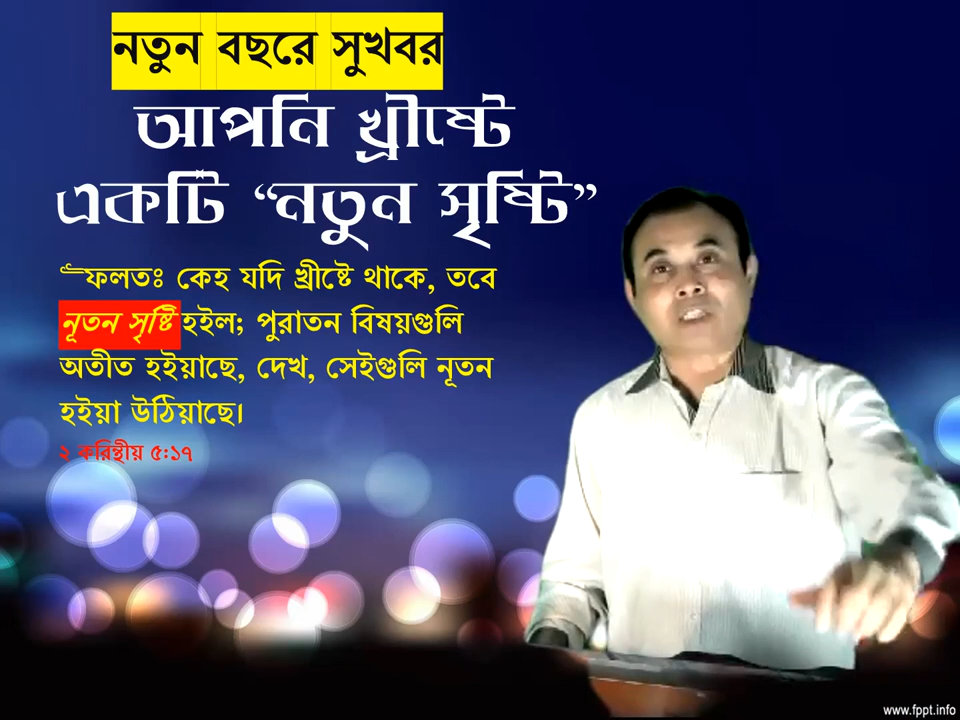 নতুন বছরে সুখবর
আপনি খ্রীষ্টে
একটি “নতুন সৃষ্টি”
ফলতঃ কেহ যদি খ্রীষ্টে থাকে, তবে
নূতন সৃষ্টি হইল; পুরাতন বিষয়গুলি
অতীত হইয়াছে, দেখ, সেইগুলি নূতন
হইয়া উঠিয়াছে।
২ করিন্থীয় ৫:১৭
www.fppt.info